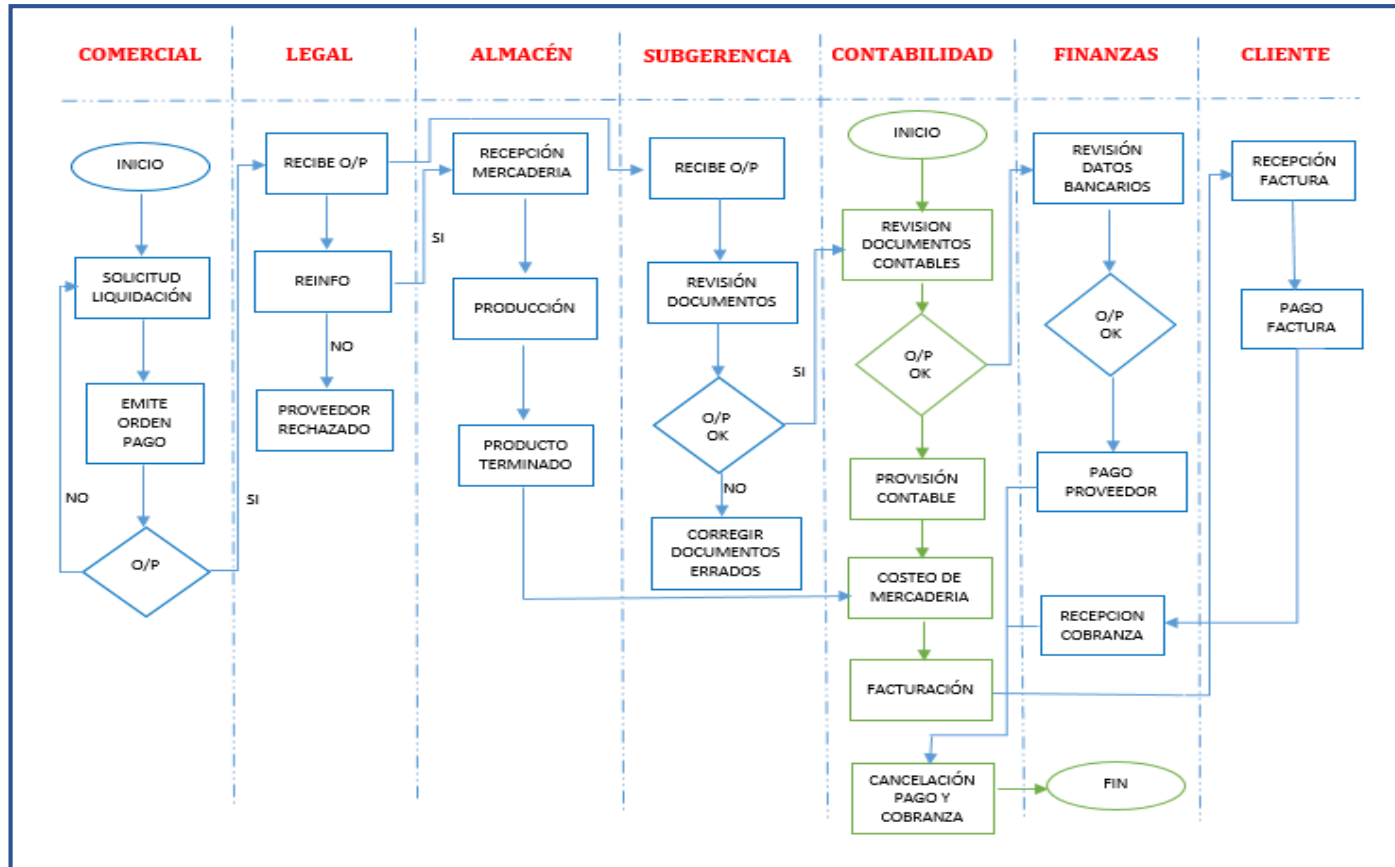 COMERCIAL
LEGAL
ALMACÉN
SUBGERENCIA
CONTABILIDAD
FINANZAS
CLIENTE
INICIO
SOLICITUD
LIQUIDACIÓN
EMITE
ORDEN
PAGO
NO
O/P
SI
RECIBE O/P
REINFO
SI
NO
PROVEEDOR
RECHAZADO
RECEPCIÓN
MERCADERIA
PRODUCCIÓN
PRODUCTO
TERMINADO
RECIBE O/P
REVISIÓN
DOCUMENTOS
SI
O/P
OK
NO
CORREGIR
DOCUMENTOS
ERRADOS
INICIO
REVISION
DOCUMENTOS
CONTABLES
O/P
OK
PROVISIÓN
CONTABLE
COSTEO DE
MERCADERIA
FACTURACIÓN
CANCELACIÓN
PAGO Y
COBRANZA
REVISIÓN
DATOS
BANCARIOS
O/P
OK
PAGO
PROVEEDOR
RECEPCION
COBRANZA
FIN
RECEPCIÓN
FACTURA
PAGO
FACTURA